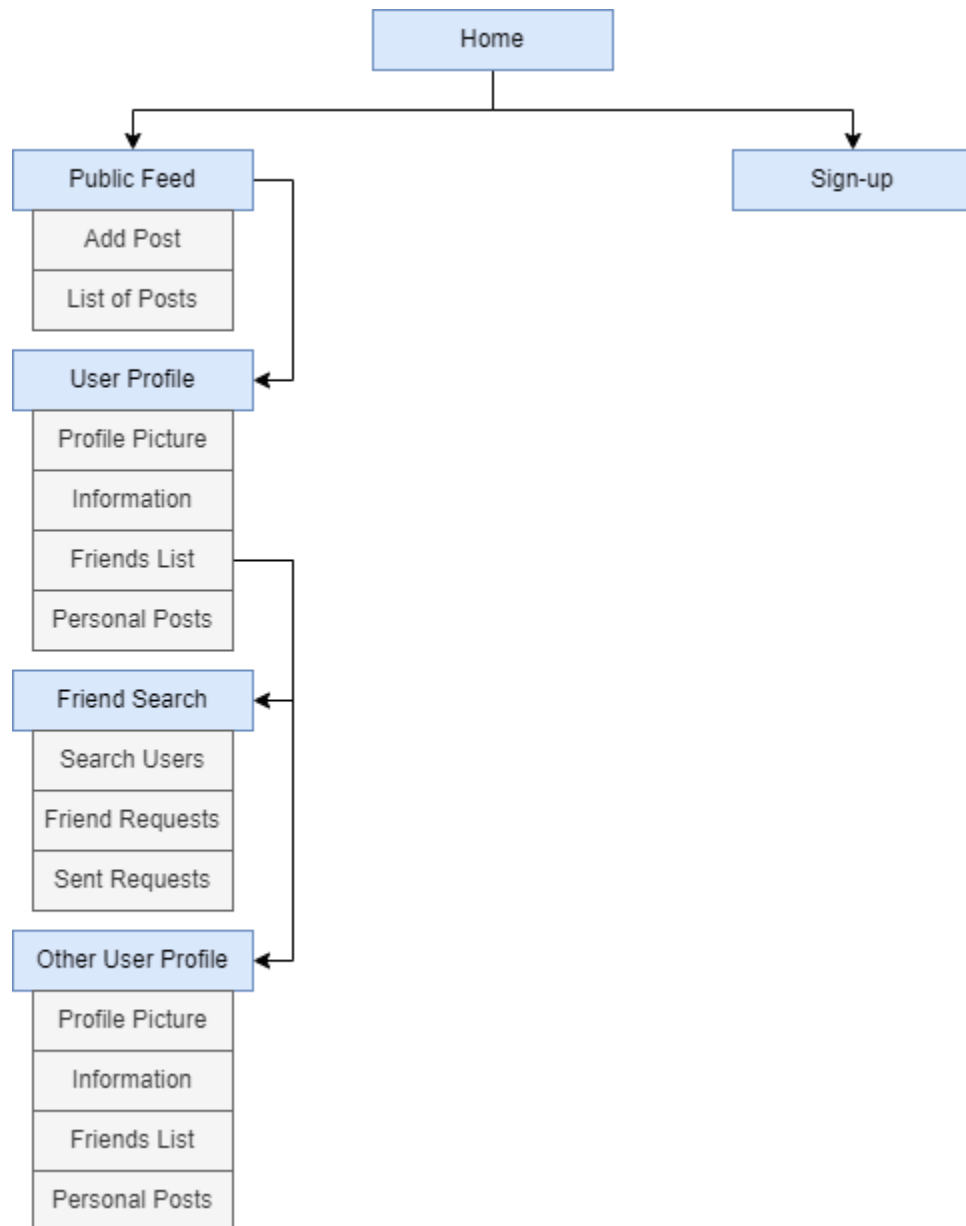 Home
Public Feed
Sign-up
Add Post
List of Posts
User Profile
Profile Picture
Information
Friends List
Personal Posts
Friend Search
Search Users
Friend Requests
Sent Requests
Other User Profile
Profile Picture
Information
Friends List
Personal Posts